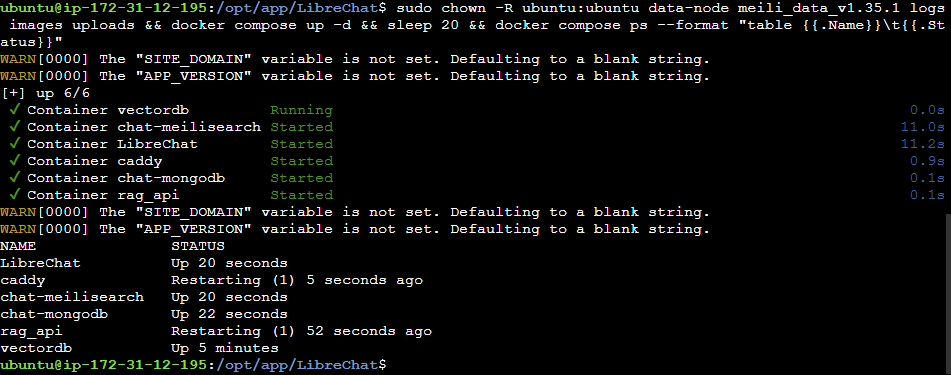 ubuntu@ip-172-31-12-195:/opt/app/LibreChat$ sudo chown -R ubuntu:ubuntu data-node meili_data_v1.35.1 logs
images uploads && docker compose up -d && sleep 20 && docker compose ps --format "table {{.Name}}\t{{.St
atus}}"
WARN[0000] The "SITE_DOMAIN" variable is not set. Defaulting to a blank string.
WARN[0000] The "APP_VERSION" variable is not set. Defaulting to a blank string.
[+] up 6/6
✓ Container vectordb Running 0.0s
✓ Container chat-meilisearch Started 11.0s
✓ Container LibreChat Started 11.2s
✓ Container caddy Started 0.9s
✓ Container chat-mongodb Started 0.1s
✓ Container rag_api Started 0.1s
WARN[0000] The "SITE_DOMAIN" variable is not set. Defaulting to a blank string.
WARN[0000] The "APP_VERSION" variable is not set. Defaulting to a blank string.
NAME STATUS
LibreChat Up 20 seconds
caddy Restarting (1) 5 seconds ago
chat-meilisearch Up 20 seconds
chat-mongodb Up 22 seconds
rag_api Restarting (1) 52 seconds ago
vectordb Up 5 minutes
ubuntu@ip-172-31-12-195:/opt/app/LibreChat$